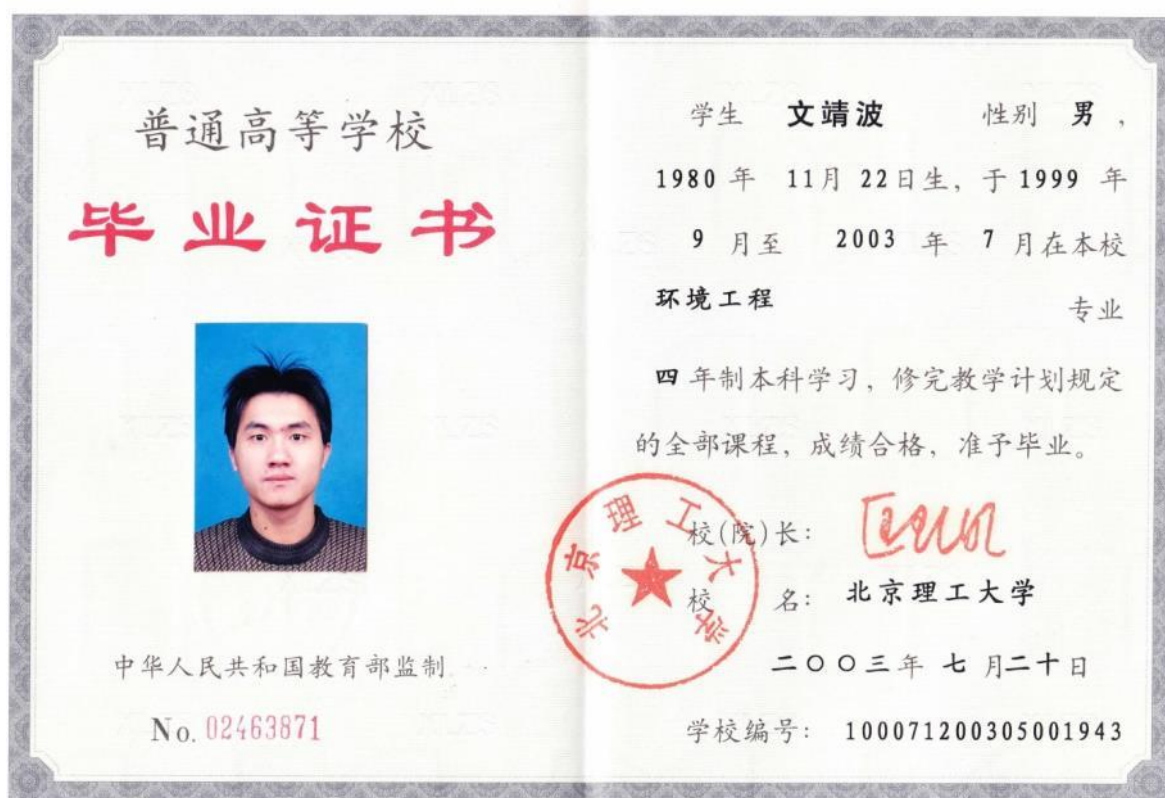 普通高等学校
毕业证书
中华人民共和国教育部监制
No. 02463871
学生 文靖波 性别 男，
1980 年 11月 22日生，于 1999 年
9 月至 2003 年 7 月在本校
环境工程 专业
四 年制本科学习，修完教学计划规定
的全部课程，成绩合格，准予毕业。
校(院)长：
校 名： 北京理工大学
北京理工大学
二〇〇三年 七 月二十日
学校编号： 100071200305001943